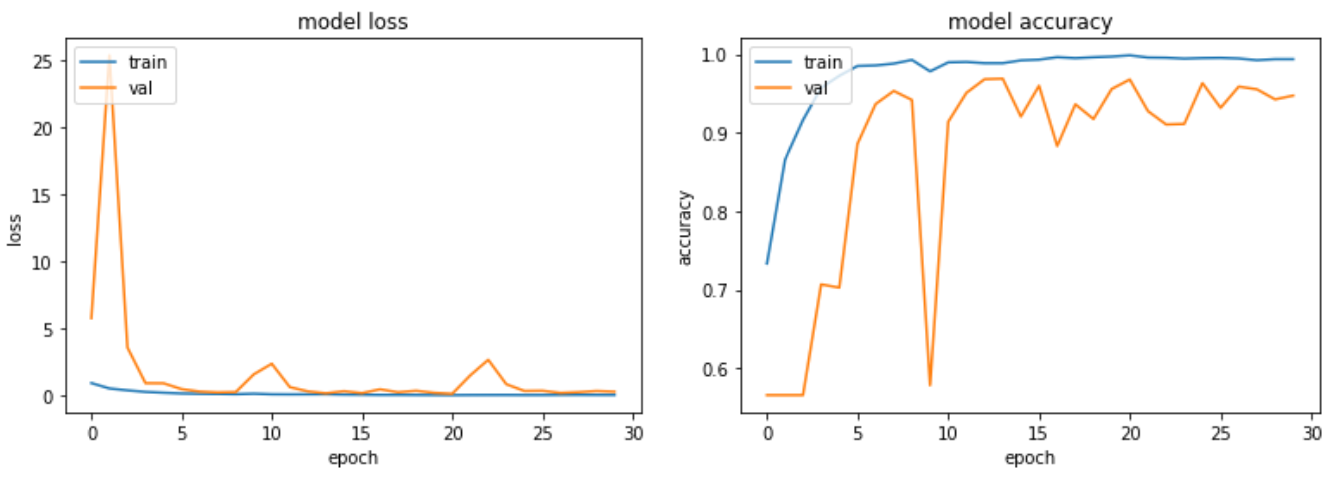 model loss
train
val
25
20
15
10
5
0
loss
0 5 10 15 20 25 30
epoch
model accuracy
train
val
1.0
0.9
0.8
0.7
0.6
accuracy
0 5 10 15 20 25 30
epoch